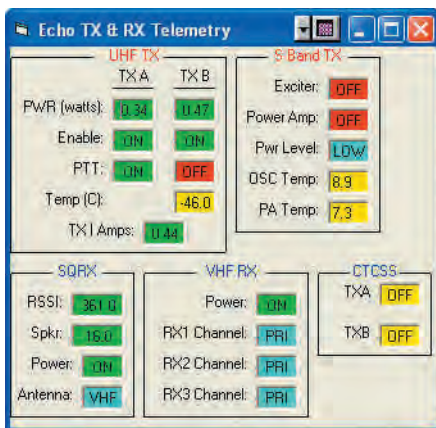 Echo TX & RX Telemetry
UHF TX
TX A TX B
PWR (watts): 0.34 0.47
Enable: ON ON
PTT: ON OFF
Temp (C): -46.0
TX I Amps: 0.44
S Band TX
Exciter: OFF
Power Amp: OFF
Pwr Level: LOW
OSC Temp: 8.9
PA Temp: 7.3
SQRX
RSSI: 361.0
Spkr: 16.0
Power: ON
Antenna: VHF
VHF RX
Power: ON
RX1 Channel: PRI
RX2 Channel: PRI
RX3 Channel: PRI
CTCSS
TXA OFF
TXB OFF